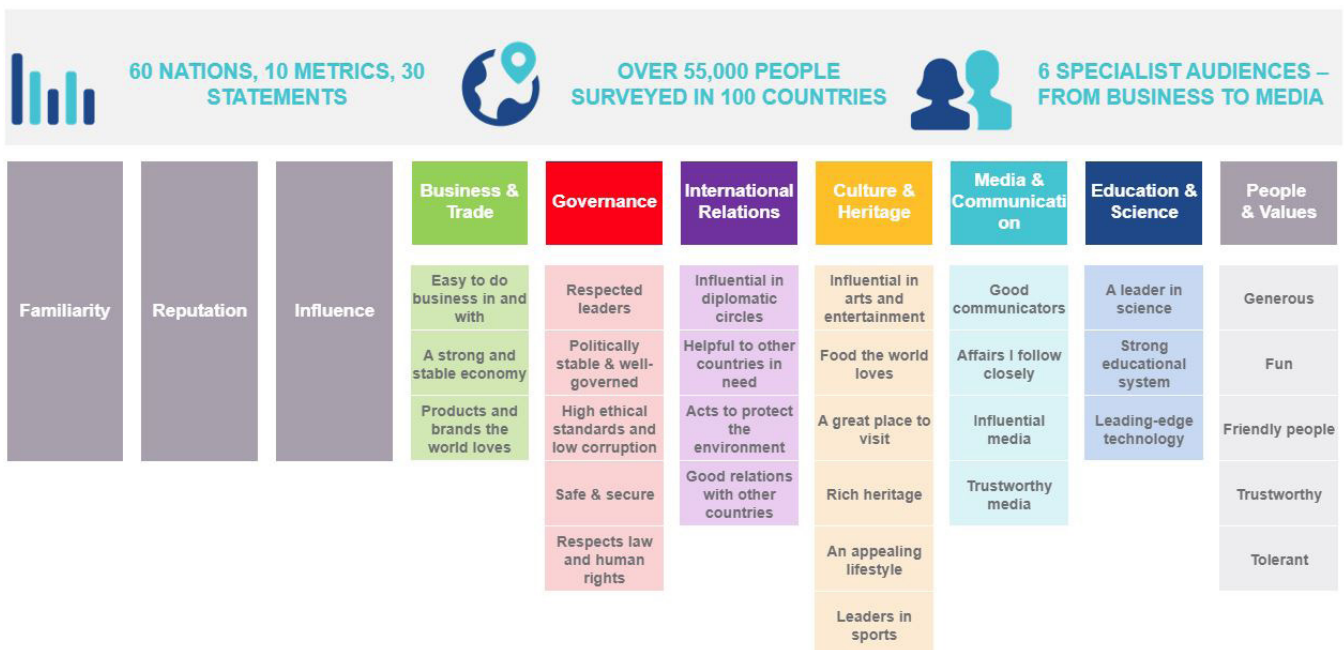 60 NATIONS, 10 METRICS, 30
STATEMENTS
OVER 55,000 PEOPLE
SURVEYED IN 100 COUNTRIES
6 SPECIALIST AUDIENCES –
FROM BUSINESS TO MEDIA
Familiarity
Reputation
Influence
Business &
Trade
Easy to do
business in and
with
A strong and
stable economy
Products and
brands the
world loves
Governance
Respected
leaders
Politically
stable & well-
governed
High ethical
standards and
low corruption
Safe & secure
Respects law
and human
rights
International
Relations
Influential in
diplomatic
circles
Helpful to other
countries in
need
Acts to protect
the
environment
Good relations
with other
countries
Culture &
Heritage
Influential in
arts and
entertainment
Food the world
loves
A great place to
visit
Rich heritage
An appealing
lifestyle
Leaders in
sports
Media &
Communicati
on
Good
communicators
Affairs I follow
closely
Influential
media
Trustworthy
media
Education &
Science
A leader in
science
Strong
educational
system
Leading-edge
technology
People
& Values
Generous
Fun
Friendly people
Trustworthy
Tolerant